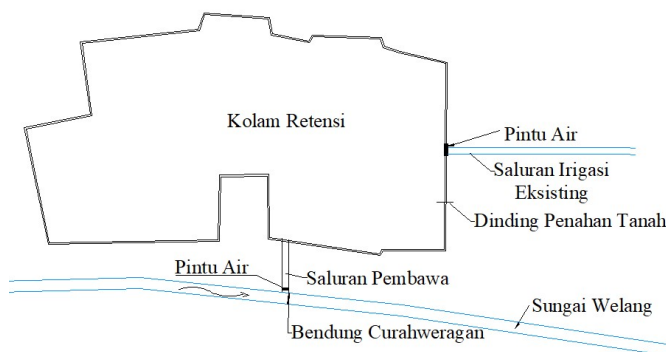 Kolam Retensi
Pintu Air
Saluran Irigasi
Eksisting
Dinding Penahan Tanah
Pintu Air
Saluran Pembawa
Sungai Welang
Bendung Curahweragan